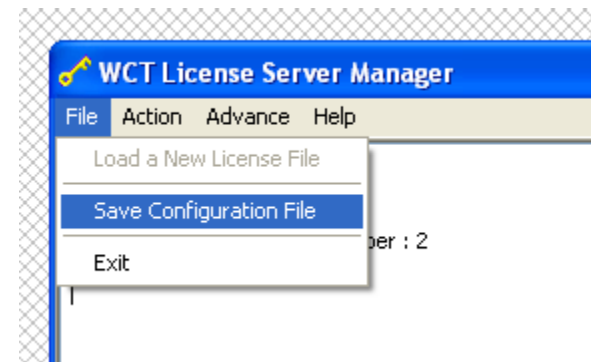 WCT License Server Manager
File Action Advance Help
Load a New License File
Save Configuration File
ber : 2
Exit